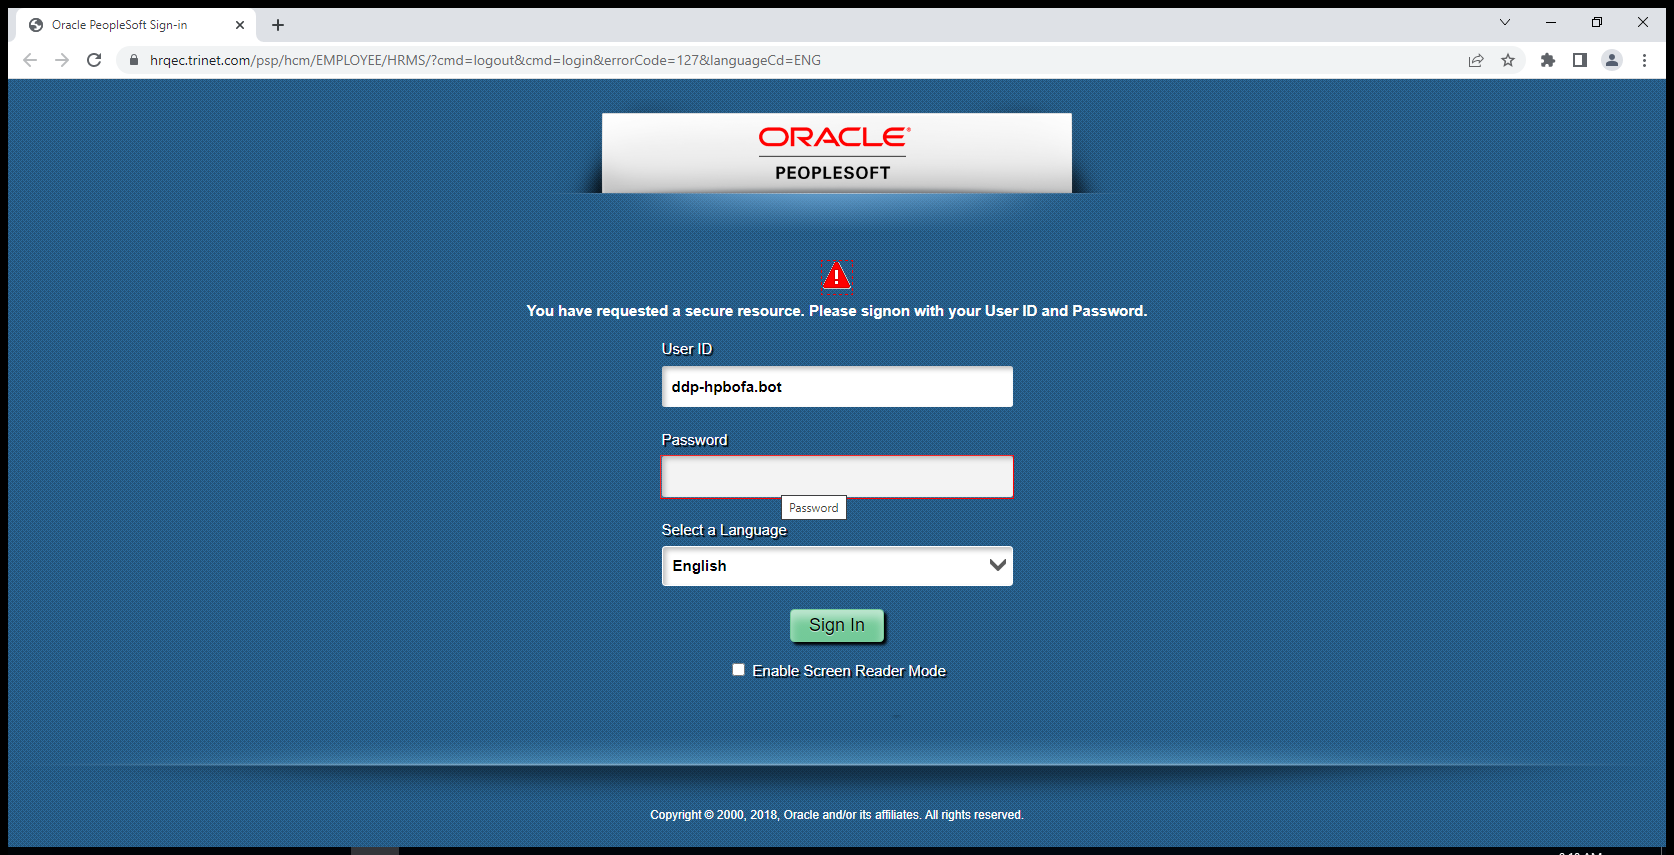 Oracle PeopleSoft Sign-in
hrqec.trinet.com/psp/hcm/EMPLOYEE/HRMS/?cmd=logout&cmd=login&errorCode=127&languageCd=ENG
ORACLE®
PEOPLESOFT
You have requested a secure resource. Please signon with your User ID and Password.
User ID
ddp-hpbofa.bot
Password
Password
Select a Language
English
Sign In
Enable Screen Reader Mode
Copyright © 2000, 2018, Oracle and/or its affiliates. All rights reserved.